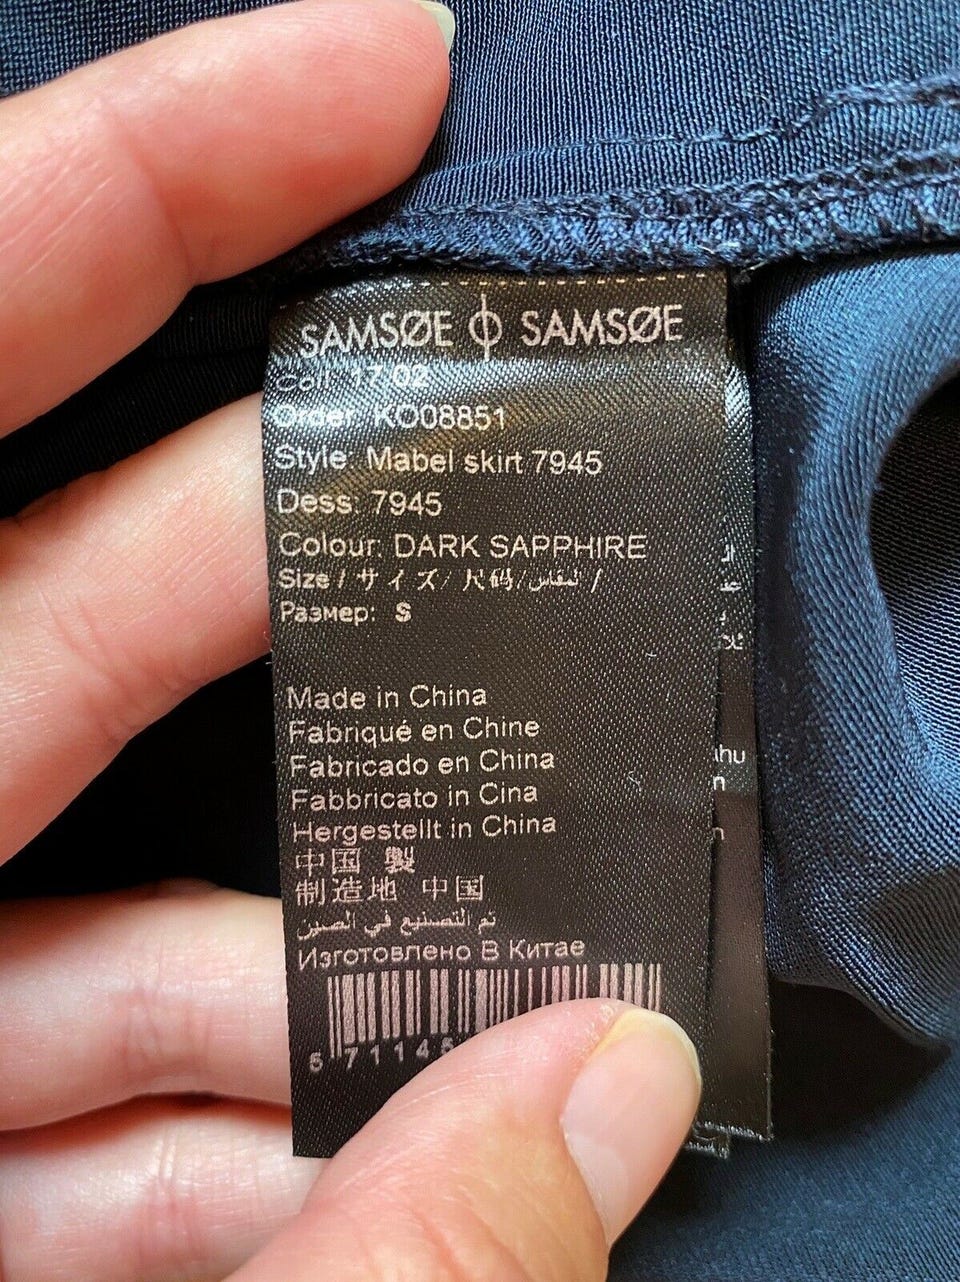 SAMSØE SAMSØE
Coll: 17/02
Order: KO08851
Style: Mabel skirt 7945
Dess: 7945
Colour: DARK SAPPHIRE
Size / サイズ/ 尺码/المقاس /
Размер: S
Made in China
Fabriqué en Chine
Fabricado en China
Fabbricato in Cina
Hergestellt in China
中国 製
制造地 中国
تم التصنيع في الصين
Изготовлено В Китае
5 71145